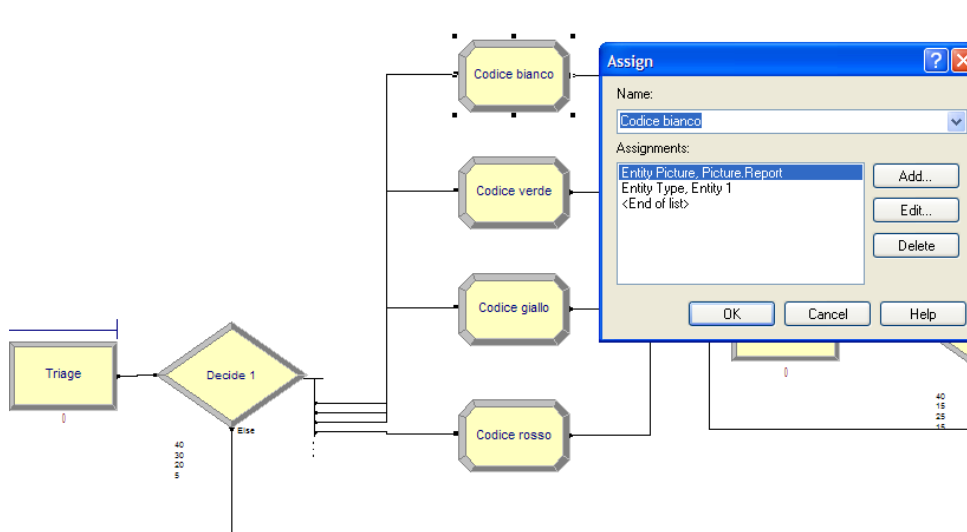 Codice bianco
Codice verde
Codice giallo
Codice rosso
Triage
0
Decide 1
Else
40
30
20
5
Assign
Name:
Codice bianco
Assignments:
Entity Picture, Picture.Report
Entity Type, Entity 1
<End of list>
Add...
Edit...
Delete
OK
Cancel
Help
0
40
15
25
15